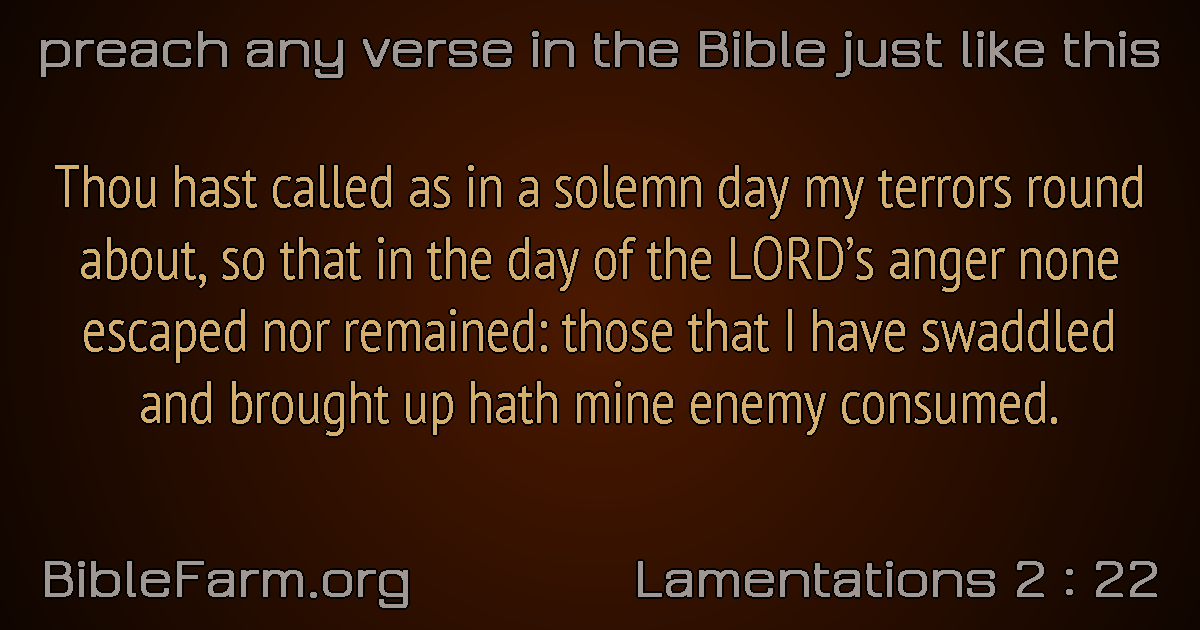 preach any verse in the Bible just like this
Thou hast called as in a solemn day my terrors round
about, so that in the day of the LORD’s anger none
escaped nor remained: those that I have swaddled
and brought up hath mine enemy consumed.
BibleFarm.org
Lamentations 2 : 22